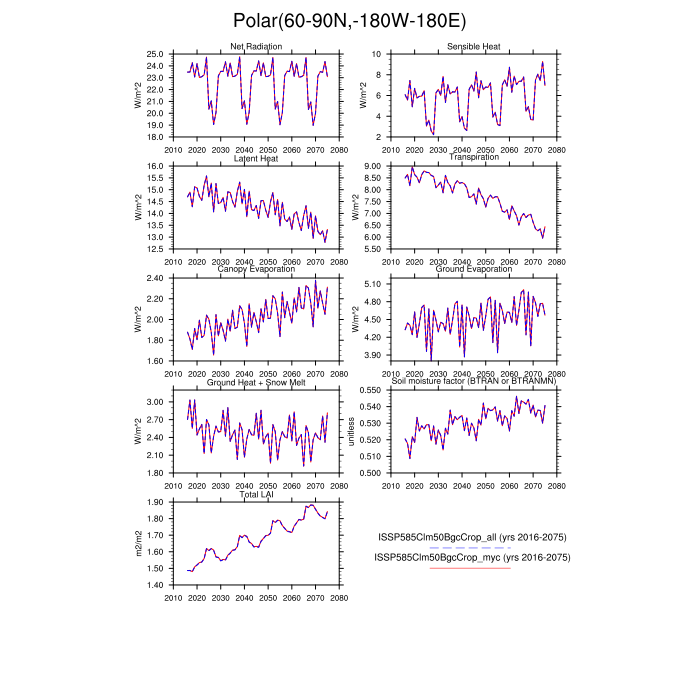 Polar(60-90N,-180W-180E)
Net Radiation
W/m^2
25.0
24.0
23.0
22.0
21.0
20.0
19.0
18.0
2010 2020 2030 2040 2050 2060 2070 2080
Sensible Heat
W/m^2
10
8
6
4
2
2010 2020 2030 2040 2050 2060 2070 2080
Latent Heat
W/m^2
16.0
15.5
15.0
14.5
14.0
13.5
13.0
12.5
2010 2020 2030 2040 2050 2060 2070 2080
Transpiration
W/m^2
9.00
8.50
8.00
7.50
7.00
6.50
6.00
5.50
2010 2020 2030 2040 2050 2060 2070 2080
Canopy Evaporation
W/m^2
2.40
2.20
2.00
1.80
1.60
2010 2020 2030 2040 2050 2060 2070 2080
Ground Evaporation
W/m^2
5.10
4.80
4.50
4.20
3.90
2010 2020 2030 2040 2050 2060 2070 2080
Ground Heat + Snow Melt
W/m^2
3.00
2.70
2.40
2.10
1.80
2010 2020 2030 2040 2050 2060 2070 2080
Soil moisture factor (BTRAN or BTRANMN)
unitless
0.550
0.540
0.530
0.520
0.510
0.500
2010 2020 2030 2040 2050 2060 2070 2080
Total LAI
m2/m2
1.90
1.80
1.70
1.60
1.50
1.40
2010 2020 2030 2040 2050 2060 2070 2080
ISSP585Clm50BgcCrop_all (yrs 2016-2075)
ISSP585Clm50BgcCrop_myc (yrs 2016-2075)